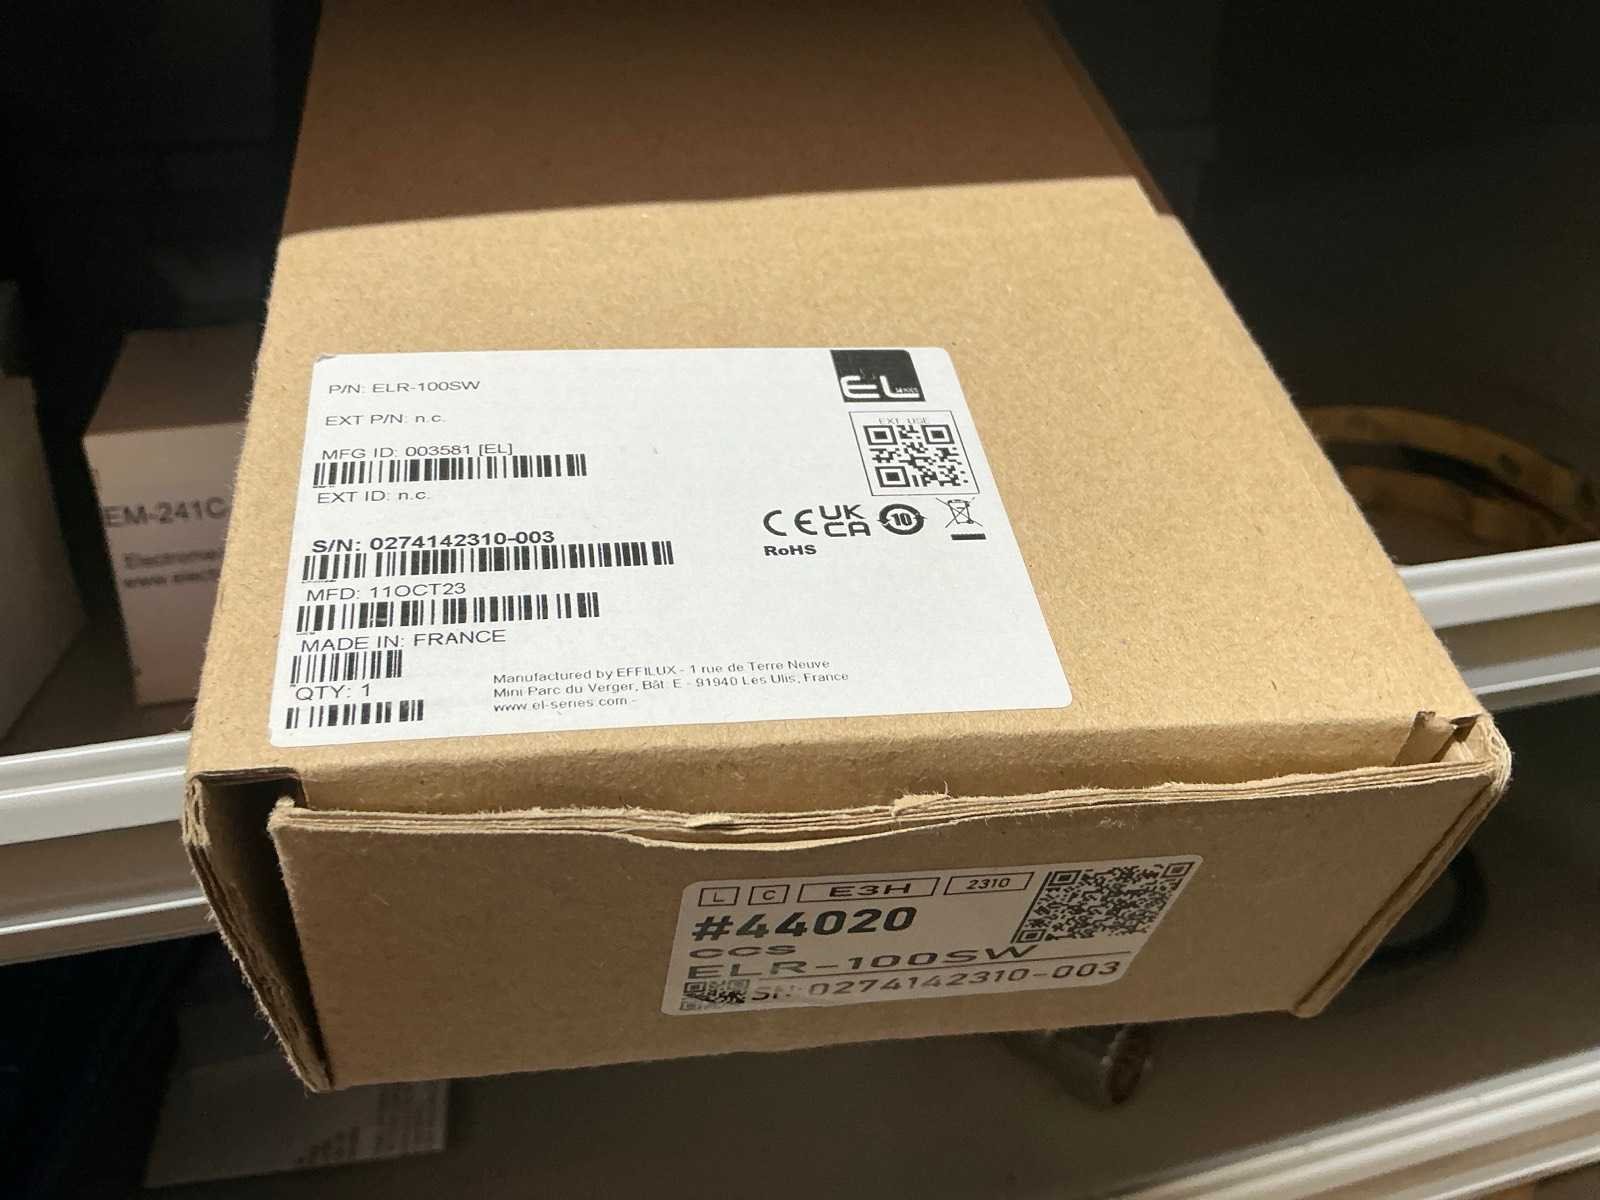 P/N: ELR-100SW
EXT P/N: n.c.
MFG ID: 003581 [EL]
EXT ID: n.c.
S/N: 0274142310-003
MFD: 11OCT23
MADE IN: FRANCE
QTY: 1
Manufactured by EFFILUX - 1 rue de Terre Neuve
Mini Parc du Verger, Bât. E - 91940 Les Ulis, France
www.el-series.com -
EL
EXT USE
CE UK CA 10
RoHS
L C E3H 2310
#44020
CCS
ELR-100SW
SN: 0274142310-003
EM-241C